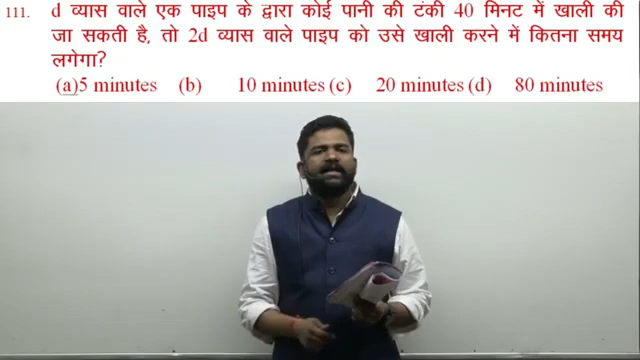 111. d व्यास वाले एक पाइप के द्वारा कोई पानी की टंकी 40 मिनट में खाली की
जा सकती है, तो 2d व्यास वाले पाइप को उसे खाली करने में कितना समय
लगेगा?
(a)5 minutes (b) 10 minutes (c) 20 minutes (d) 80 minutes